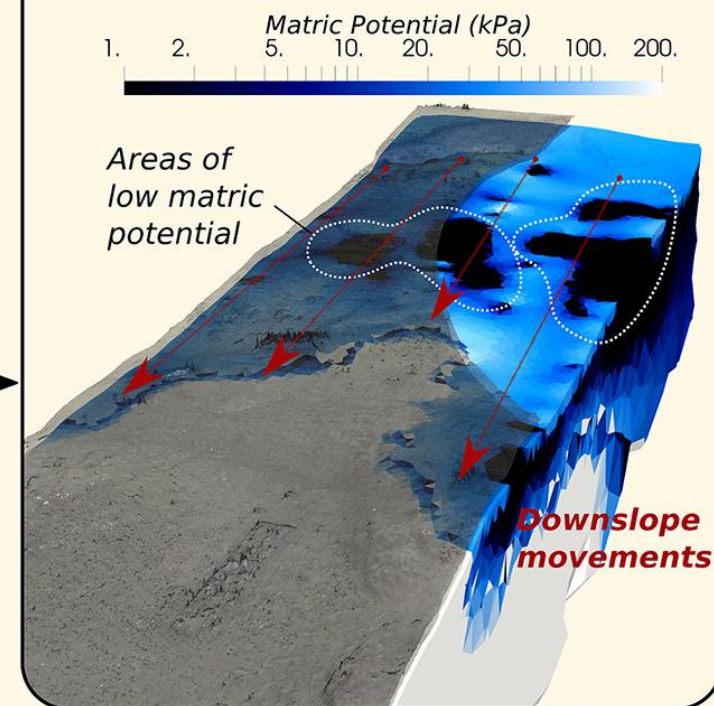 Matric Potential (kPa)
1. 2. 5. 10. 20. 50. 100. 200.
Areas of
low matric
potential
Downslope
movements